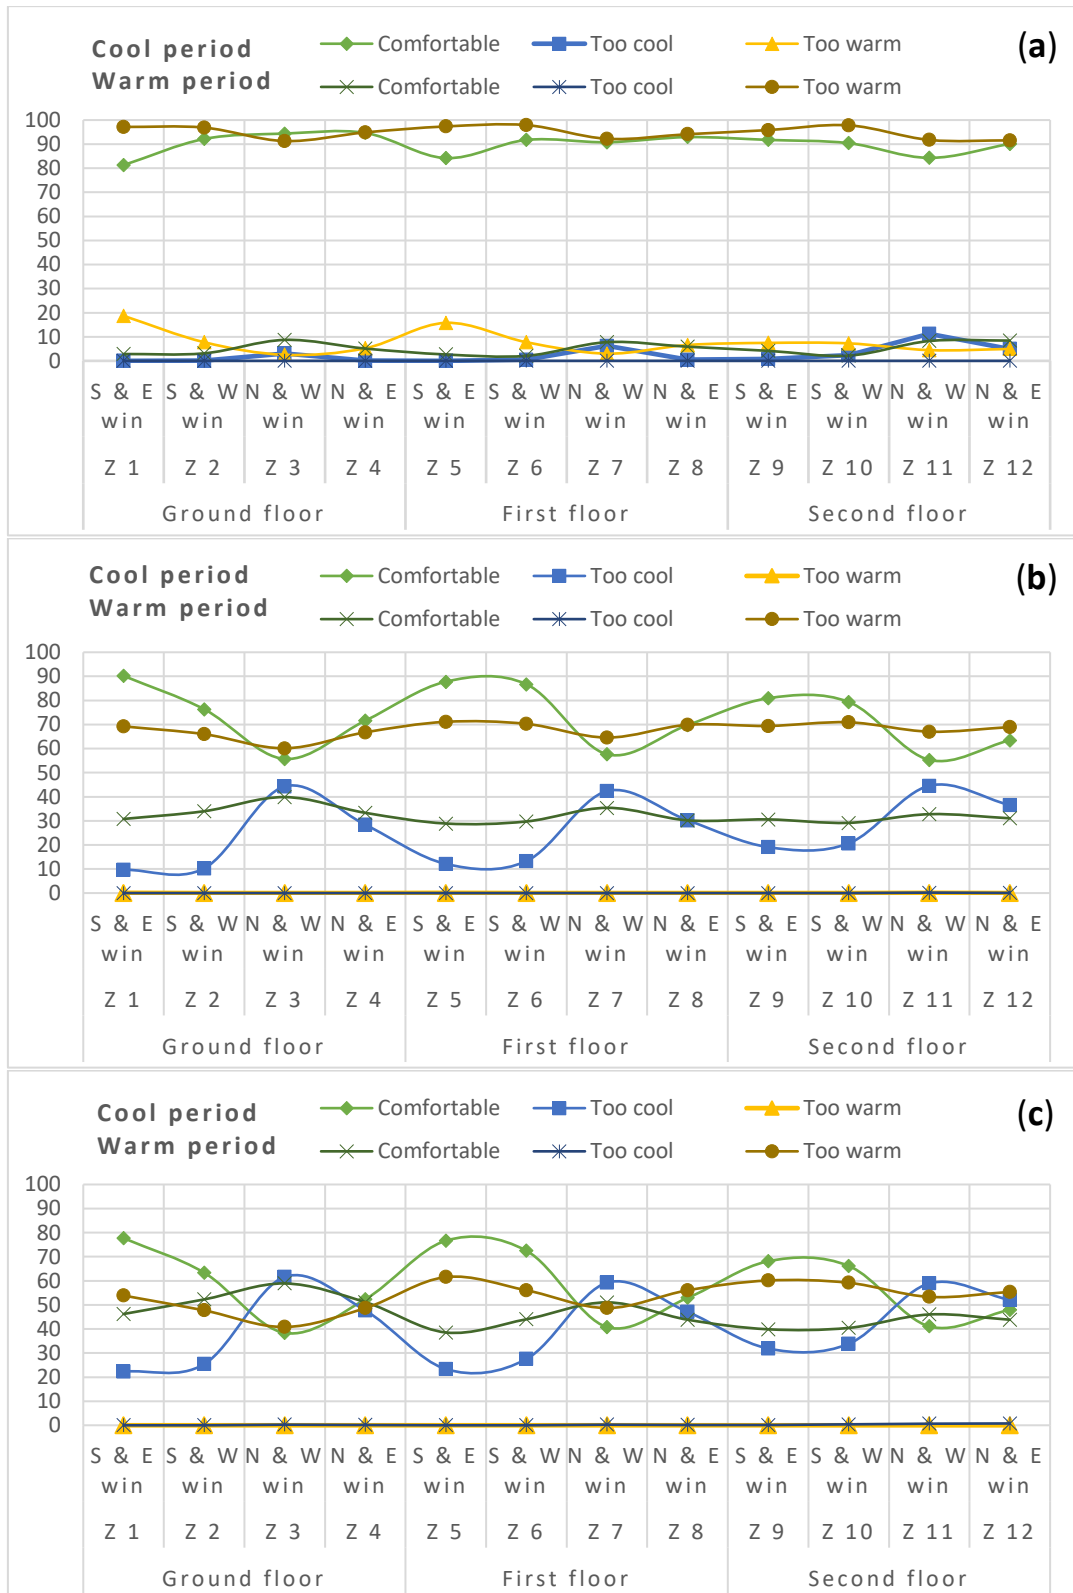 Cool period
Comfortable Too cool Too warm
(a)
Warm period
Comfortable Too cool Too warm
100
90
80
70
60
50
40
30
20
10
0
S & E S & W N & W N & E S & E S & W N & W N & E S & E S & W N & W N & E
win win win win win win win win win win win win
Z 1 Z 2 Z 3 Z 4 Z 5 Z 6 Z 7 Z 8 Z 9 Z 10 Z 11 Z 12
Ground floor First floor Second floor
Cool period
Comfortable Too cool Too warm
(b)
Warm period
Comfortable Too cool Too warm
100
90
80
70
60
50
40
30
20
10
0
S & E S & W N & W N & E S & E S & W N & W N & E S & E S & W N & W N & E
win win win win win win win win win win win win
Z 1 Z 2 Z 3 Z 4 Z 5 Z 6 Z 7 Z 8 Z 9 Z 10 Z 11 Z 12
Ground floor First floor Second floor
Cool period
Comfortable Too cool Too warm
(c)
Warm period
Comfortable Too cool Too warm
100
90
80
70
60
50
40
30
20
10
0
S & E S & W N & W N & E S & E S & W N & W N & E S & E S & W N & W N & E
win win win win win win win win win win win win
Z 1 Z 2 Z 3 Z 4 Z 5 Z 6 Z 7 Z 8 Z 9 Z 10 Z 11 Z 12
Ground floor First floor Second floor